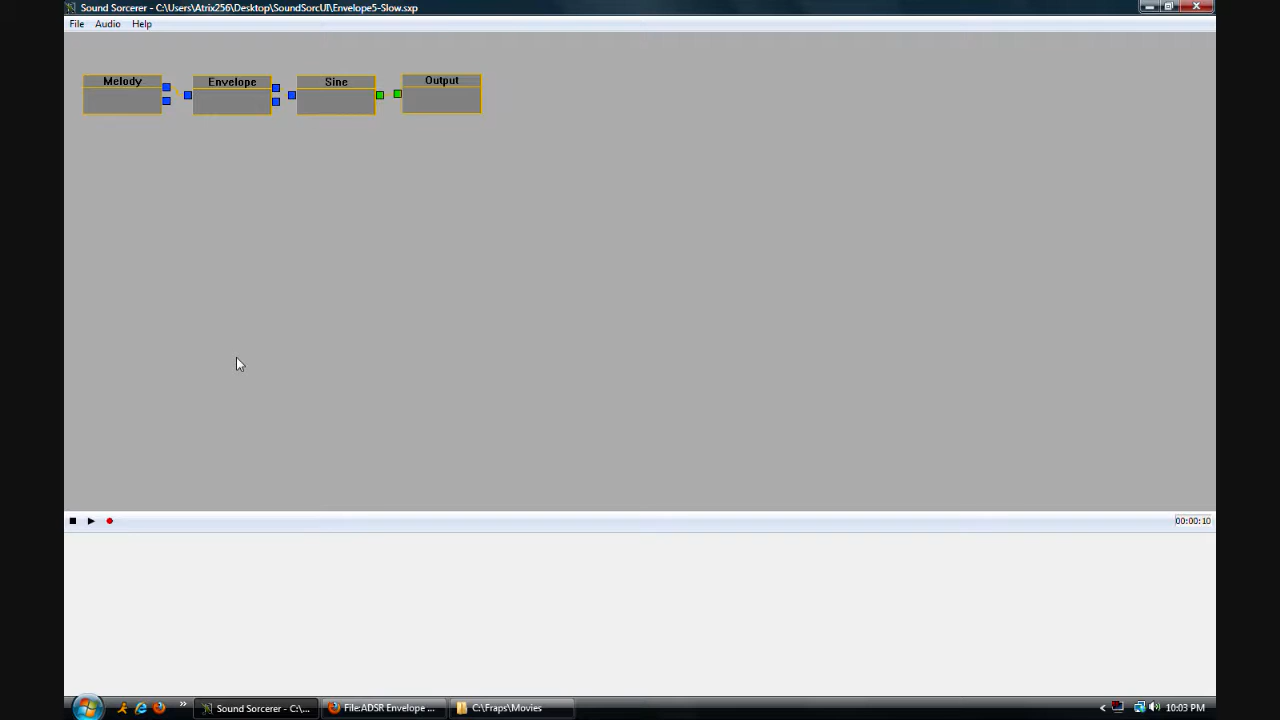 Sound Sorcerer - C:\Users\Atrix256\Desktop\SoundSorcUI\Envelope5-Slow.sxp
File Audio Help
Melody Envelope Sine Output
00:00:10
Sound Sorcerer - C:\... File:ADSR Envelope ... C:\Fraps\Movies 10:03 PM